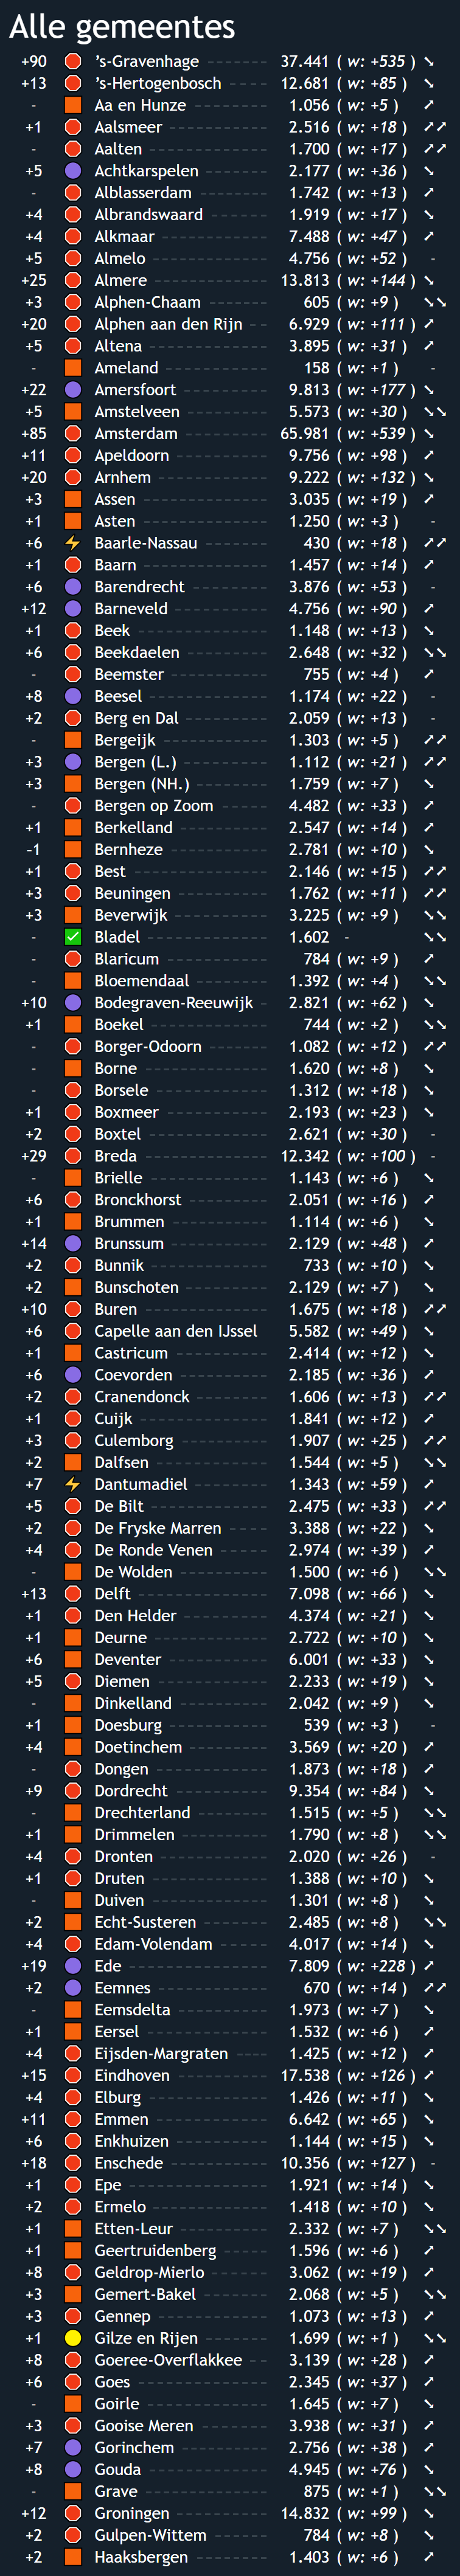 Alle gemeentes
+90 's-Gravenhage 37.441 ( w: +535 ) ➘
+13 's-Hertogenbosch 12.681 ( w: +85 ) ➘
- Aa en Hunze 1.056 ( w: +5 ) ➚
+1 Aalsmeer 2.516 ( w: +18 ) ➚➚
- Aalten 1.700 ( w: +17 ) ➚➚
+5 Achtkarspelen 2.177 ( w: +36 ) ➘
- Alblasserdam 1.742 ( w: +13 ) ➚
+4 Albrandswaard 1.919 ( w: +17 ) ➘
+4 Alkmaar 7.488 ( w: +47 ) ➚
+5 Almelo 4.756 ( w: +52 ) -
+25 Almere 13.813 ( w: +144 ) ➘
+3 Alphen-Chaam 605 ( w: +9 ) ➘➘
+20 Alphen aan den Rijn 6.929 ( w: +111 ) ➚
+5 Altena 3.895 ( w: +31 ) ➚
- Ameland 158 ( w: +1 ) -
+22 Amersfoort 9.813 ( w: +177 ) ➘
+5 Amstelveen 5.573 ( w: +30 ) ➘➘
+85 Amsterdam 65.981 ( w: +539 ) ➘
+11 Apeldoorn 9.756 ( w: +98 ) ➚
+20 Arnhem 9.222 ( w: +132 ) ➘
+3 Assen 3.035 ( w: +19 ) ➚
+1 Asten 1.250 ( w: +3 ) -
+6 Baarle-Nassau 430 ( w: +18 ) ➚➚
+1 Baarn 1.457 ( w: +14 ) ➚
+6 Barendrecht 3.876 ( w: +53 ) -
+12 Barneveld 4.756 ( w: +90 ) ➚
+1 Beek 1.148 ( w: +13 ) ➘
+6 Beekdaelen 2.648 ( w: +32 ) ➘➘
- Beemster 755 ( w: +4 ) ➚
+8 Beesel 1.174 ( w: +22 ) -
+2 Berg en Dal 2.059 ( w: +13 ) -
- Bergeijk 1.303 ( w: +5 ) ➚➚
+3 Bergen (L.) 1.112 ( w: +21 ) ➚➚
+3 Bergen (NH.) 1.759 ( w: +7 ) ➘
- Bergen op Zoom 4.482 ( w: +33 ) ➚
+1 Berkelland 2.547 ( w: +14 ) ➚
-1 Bernheze 2.781 ( w: +10 ) ➘
+1 Best 2.146 ( w: +15 ) ➚➚
+3 Beuningen 1.762 ( w: +11 ) ➚➚
+3 Beverwijk 3.225 ( w: +9 ) ➘➘
- Bladel 1.602 - ➘➘
- Blaricum 784 ( w: +9 ) ➚
- Bloemendaal 1.392 ( w: +4 ) ➘➘
+10 Bodegraven-Reeuwijk 2.821 ( w: +62 ) ➘
+1 Boekel 744 ( w: +2 ) ➘➘
- Borger-Odoorn 1.082 ( w: +12 ) ➚➚
- Borne 1.620 ( w: +8 ) ➘
- Borsele 1.312 ( w: +18 ) ➘
+1 Boxmeer 2.193 ( w: +23 ) ➘
+2 Boxtel 2.621 ( w: +30 ) -
+29 Breda 12.342 ( w: +100 ) -
- Brielle 1.143 ( w: +6 ) ➘
+6 Bronckhorst 2.051 ( w: +16 ) ➚
+1 Brummen 1.114 ( w: +6 ) ➘
+14 Brunssum 2.129 ( w: +48 ) ➚
+2 Bunnik 733 ( w: +10 ) ➘
+2 Bunschoten 2.129 ( w: +7 ) ➘
+10 Buren 1.675 ( w: +18 ) ➚➚
+6 Capelle aan den IJssel 5.582 ( w: +49 ) ➘
+1 Castricum 2.414 ( w: +12 ) ➘
+6 Coevorden 2.185 ( w: +36 ) ➚
+2 Cranendonck 1.606 ( w: +13 ) ➚➚
+1 Cuijk 1.841 ( w: +12 ) ➚
+3 Culemborg 1.907 ( w: +25 ) ➚➚
+2 Dalfsen 1.544 ( w: +5 ) ➘➘
+7 Dantumadiel 1.343 ( w: +59 ) ➚
+5 De Bilt 2.475 ( w: +33 ) ➚➚
+2 De Fryske Marren 3.388 ( w: +22 ) ➘
+4 De Ronde Venen 2.974 ( w: +39 ) ➚
- De Wolden 1.500 ( w: +6 ) ➘➘
+13 Delft 7.098 ( w: +66 ) ➘
+1 Den Helder 4.374 ( w: +21 ) ➘
+1 Deurne 2.722 ( w: +10 ) ➘
+6 Deventer 6.001 ( w: +33 ) ➘
+5 Diemen 2.233 ( w: +19 ) ➘
- Dinkelland 2.042 ( w: +9 ) ➘
+1 Doesburg 539 ( w: +3 ) -
+4 Doetinchem 3.569 ( w: +20 ) ➚
- Dongen 1.873 ( w: +18 ) ➚
+9 Dordrecht 9.354 ( w: +84 ) ➘
- Drechterland 1.515 ( w: +5 ) ➘➘
+1 Drimmelen 1.790 ( w: +8 ) ➘➘
+4 Dronten 2.020 ( w: +26 ) -
+1 Druten 1.388 ( w: +10 ) ➘
- Duiven 1.301 ( w: +8 ) ➘
+2 Echt-Susteren 2.485 ( w: +8 ) ➘➘
+4 Edam-Volendam 4.017 ( w: +14 ) ➘
+19 Ede 7.809 ( w: +228 ) ➚
+2 Eemnes 670 ( w: +14 ) ➚➚
- Eemsdelta 1.973 ( w: +7 ) ➘
+1 Eersel 1.532 ( w: +6 ) ➚
+4 Eijsden-Margraten 1.425 ( w: +12 ) ➚
+15 Eindhoven 17.538 ( w: +126 ) ➚
+4 Elburg 1.426 ( w: +11 ) ➘
+11 Emmen 6.642 ( w: +65 ) ➘
+6 Enkhuizen 1.144 ( w: +15 ) ➘
+18 Enschede 10.356 ( w: +127 ) -
+1 Epe 1.921 ( w: +14 ) ➘
+2 Ermelo 1.418 ( w: +10 ) ➘
+1 Etten-Leur 2.332 ( w: +7 ) ➘➘
+1 Geertruidenberg 1.596 ( w: +6 ) ➚
+8 Geldrop-Mierlo 3.062 ( w: +19 ) ➚
+3 Gemert-Bakel 2.068 ( w: +5 ) ➘➘
+3 Gennep 1.073 ( w: +13 ) ➚
+1 Gilze en Rijen 1.699 ( w: +1 ) ➘➘
+8 Goeree-Overflakkee 3.139 ( w: +28 ) ➚
+6 Goes 2.345 ( w: +37 ) ➚
- Goirle 1.645 ( w: +7 ) ➘
+3 Gooise Meren 3.938 ( w: +31 ) ➚
+7 Gorinchem 2.756 ( w: +38 ) ➚
+8 Gouda 4.945 ( w: +76 ) ➘
- Grave 875 ( w: +1 ) ➘➘
+12 Groningen 14.832 ( w: +99 ) ➘
+2 Gulpen-Wittem 784 ( w: +8 ) ➘
+2 Haaksbergen 1.403 ( w: +6 ) ➚